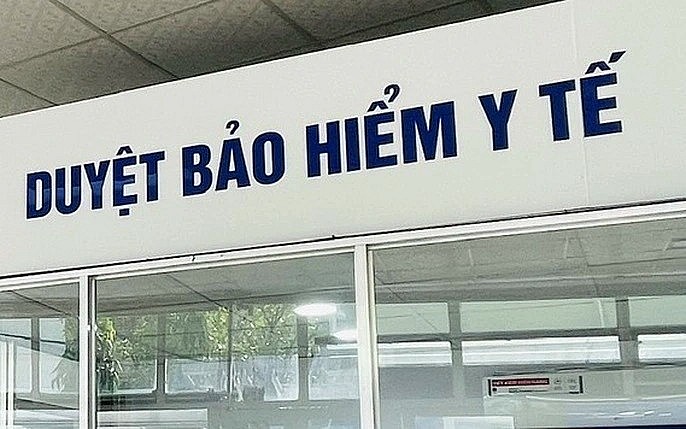 DUYỆT BẢO HIỂM Y TẾ